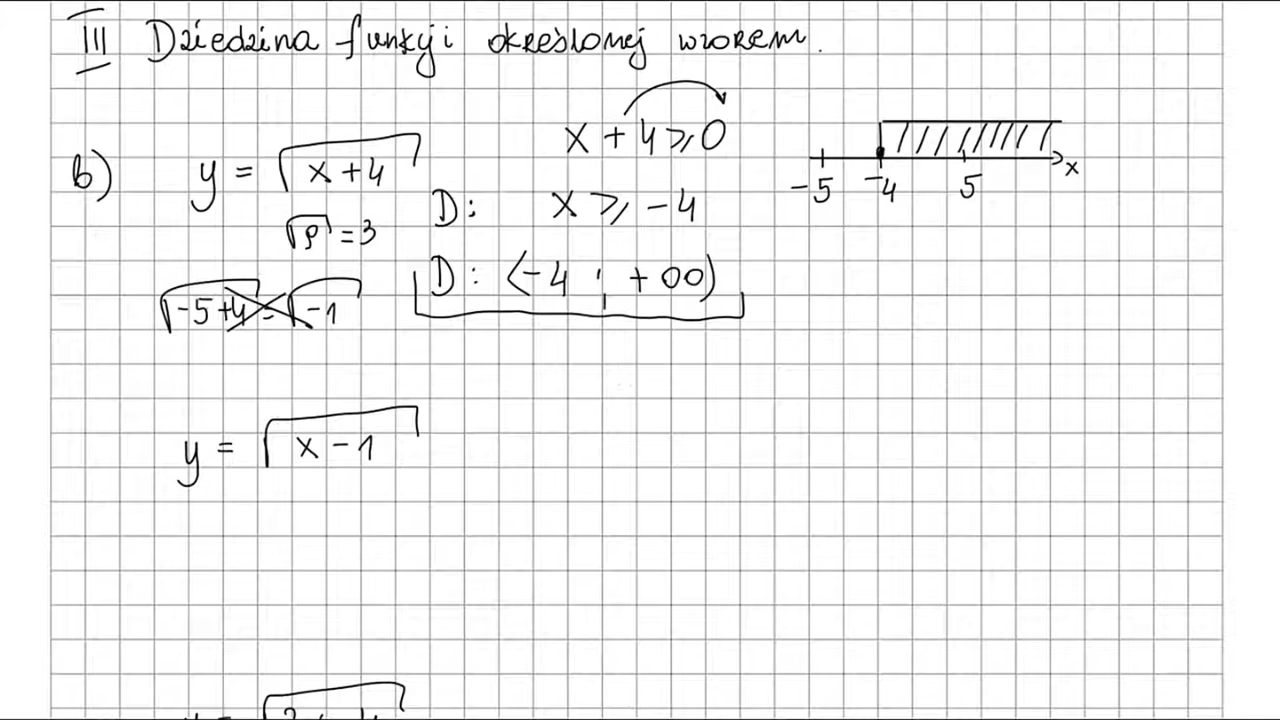 III Dziedzina funkcji określonej wzorem.
b) y = √(x + 4)
x + 4 ⩾ 0
-5 -4 5 x
√9 = 3
D: x ⩾ -4
√(-5+4) = √(-1)
D: ⟨-4 ; +∞)
y = √(x - 1)